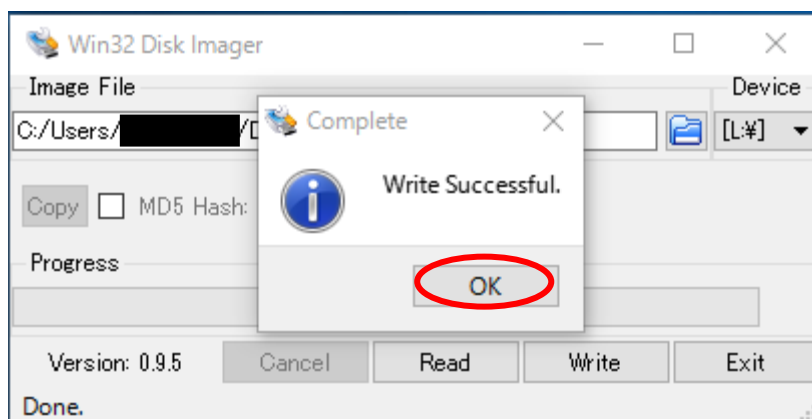 Win32 Disk Imager
Image File
Device
C:/Users/
[L:¥]
Complete
Write Successful.
OK
Copy
MD5 Hash:
Progress
Version: 0.9.5
Cancel
Read
Write
Exit
Done.